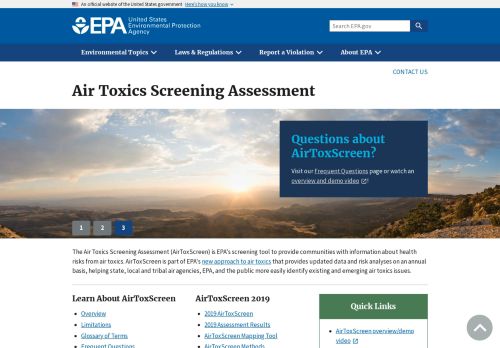 An official website of the United States government Here's how you know
EPA United States
Environmental Protection
Agency
Search EPA.gov
Environmental Topics Laws & Regulations Report a Violation About EPA
CONTACT US
Air Toxics Screening Assessment
Questions about
AirToxScreen?
Visit our Frequent Questions page or watch an
overview and demo video !
1 2 3
The Air Toxics Screening Assessment (AirToxScreen) is EPA's screening tool to provide communities with information about health
risks from air toxics. AirToxScreen is part of EPA's new approach to air toxics that provides updated data and risk analyses on an annual
basis, helping state, local and tribal air agencies, EPA, and the public more easily identify existing and emerging air toxics issues.
Learn About AirToxScreen
Overview
Limitations
Glossary of Terms
Frequent Questions
AirToxScreen 2019
2019 AirToxScreen
2019 Assessment Results
AirToxScreen Mapping Tool
AirToxScreen Methods
Quick Links
AirToxScreen overview/demo
video